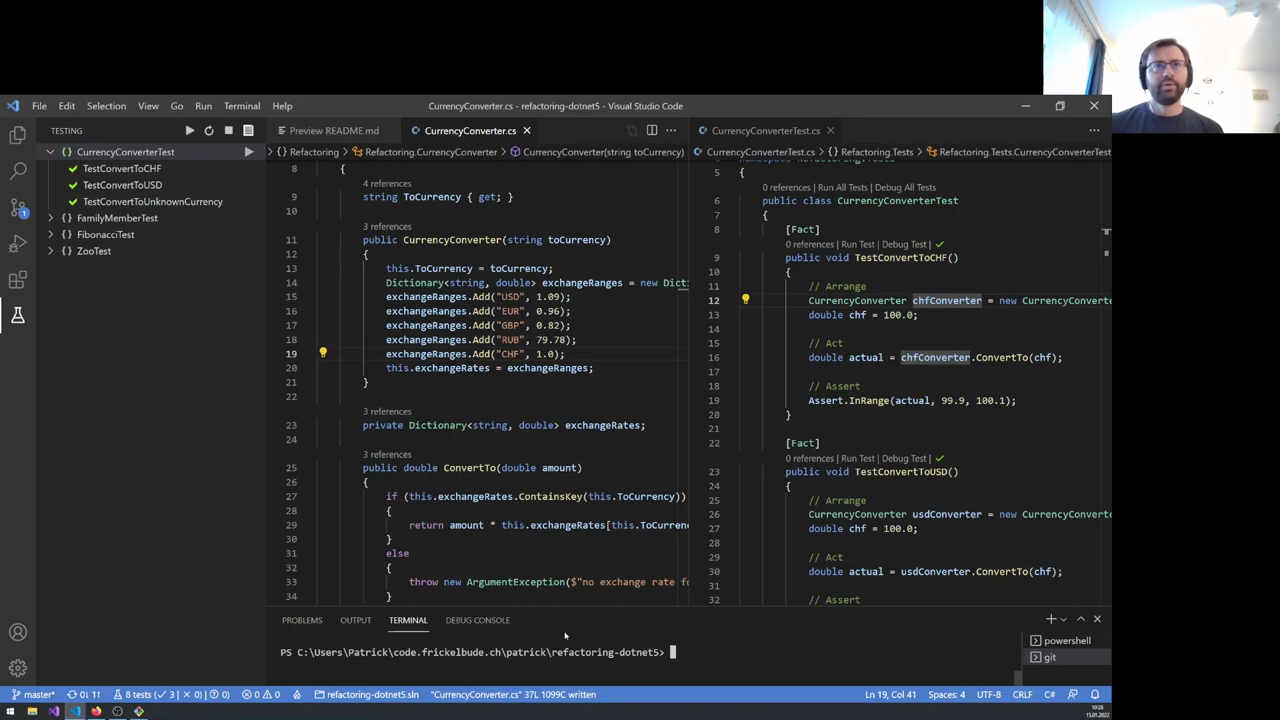 File Edit Selection View Go Run Terminal Help CurrencyConverter.cs - refactoring-dotnet5 - Visual Studio Code
TESTING
CurrencyConverterTest
TestConvertToCHF
TestConvertToUSD
TestConvertToUnknownCurrency
FamilyMemberTest
FibonacciTest
ZooTest
1
Preview README.md CurrencyConverter.cs
Refactoring > Refactoring.CurrencyConverter > CurrencyConverter(string toCurrency)
8 {
4 references
9 string ToCurrency { get; }
10
3 references
11 public CurrencyConverter(string toCurrency)
12 {
13 this.ToCurrency = toCurrency;
14 Dictionary<string, double> exchangeRanges = new Dict
15 exchangeRanges.Add("USD", 1.09);
16 exchangeRanges.Add("EUR", 0.96);
17 exchangeRanges.Add("GBP", 0.82);
18 exchangeRanges.Add("RUB", 79.78);
19 exchangeRanges.Add("CHF", 1.0);
20 this.exchangeRates = exchangeRanges;
21 }
22
3 references
23 private Dictionary<string, double> exchangeRates;
24
3 references
25 public double ConvertTo(double amount)
26 {
27 if (this.exchangeRates.ContainsKey(this.ToCurrency))
28 {
29 return amount * this.exchangeRates[this.ToCurren
30 }
31 else
32 {
33 throw new ArgumentException($"no exchange rate fo
34 }
CurrencyConverterTest.cs
CurrencyConverterTest.cs > Refactoring.Tests > Refactoring.Tests.CurrencyConverterTest
5 {
0 references | Run All Tests | Debug All Tests
6 public class CurrencyConverterTest
7 {
8 [Fact]
0 references | Run Test | Debug Test |
9 public void TestConvertToCHF()
10 {
11 // Arrange
12 CurrencyConverter chfConverter = new CurrencyConverte
13 double chf = 100.0;
14
15 // Act
16 double actual = chfConverter.ConvertTo(chf);
17
18 // Assert
19 Assert.InRange(actual, 99.9, 100.1);
20 }
21
22 [Fact]
0 references | Run Test | Debug Test |
23 public void TestConvertToUSD()
24 {
25 // Arrange
26 CurrencyConverter usdConverter = new CurrencyConverte
27 double chf = 100.0;
28
29 // Act
30 double actual = usdConverter.ConvertTo(chf);
31
32 // Assert
PROBLEMS OUTPUT TERMINAL DEBUG CONSOLE
PS C:\Users\Patrick\code.frickelbude.ch\patrick\refactoring-dotnet5>
powershell
git
master* 0↓ 1↑ 8 tests (✓ 3 | × 0) | (?) 0) 0 0 refactoring-dotnet5.sln "CurrencyConverter.cs" 37L 1099C written Ln 19, Col 41 Spaces: 4 UTF-8 CRLF C#
10:26
15.01.2022